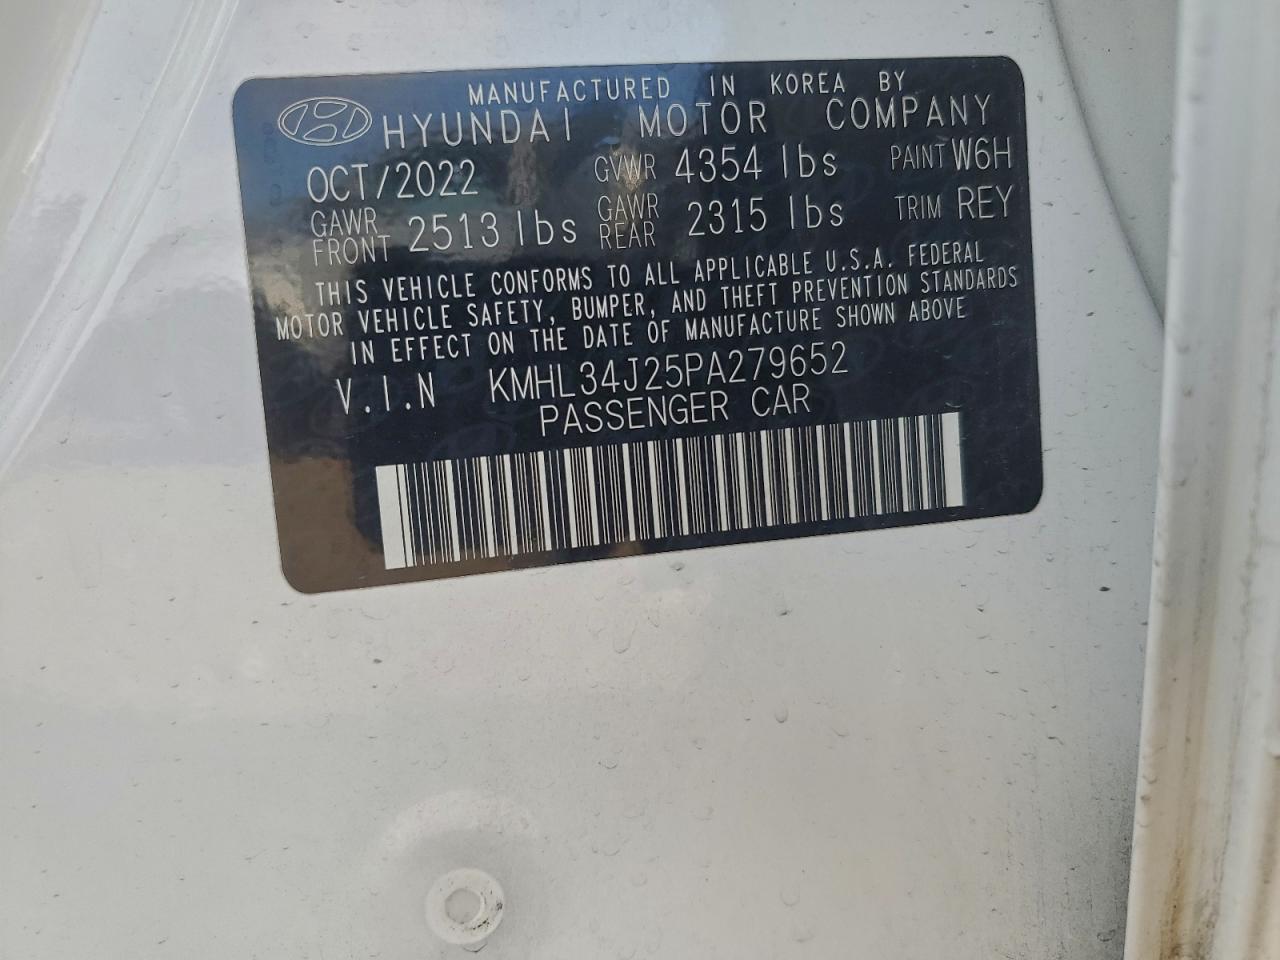 MANUFACTURED IN KOREA BY
HYUNDAI MOTOR COMPANY
OCT/2022 GVWR 4354 lbs PAINT W6H
GAWR FRONT 2513 lbs GAWR REAR 2315 lbs TRIM REY
THIS VEHICLE CONFORMS TO ALL APPLICABLE U.S.A. FEDERAL
MOTOR VEHICLE SAFETY, BUMPER, AND THEFT PREVENTION STANDARDS
IN EFFECT ON THE DATE OF MANUFACTURE SHOWN ABOVE
V.I.N KMHL34J25PA279652
PASSENGER CAR